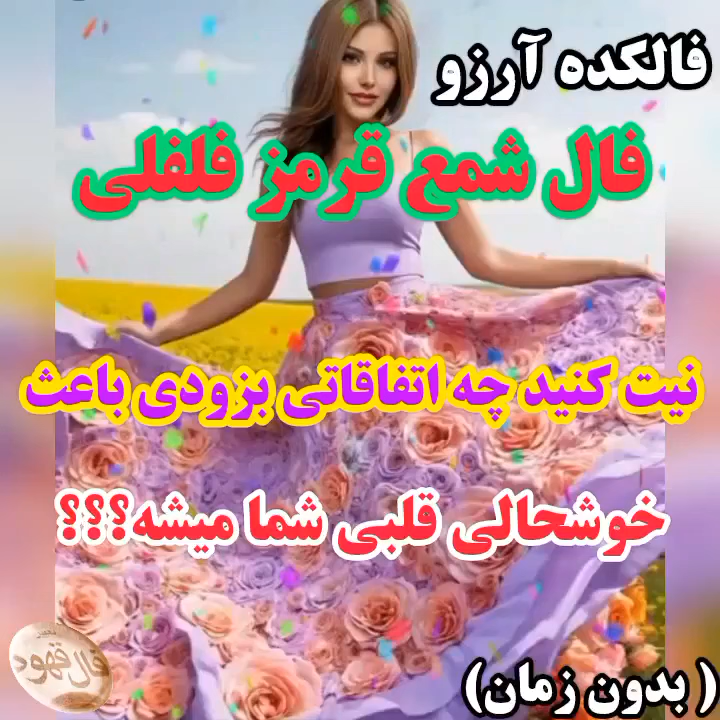 فالکده آرزو
فال شمع قرمز فلفلی
نیت کنید چه اتفاقاتی بزودی باعث
خوشحالی قلبی شما میشه؟؟؟
فال قهوه
( بدون زمان)